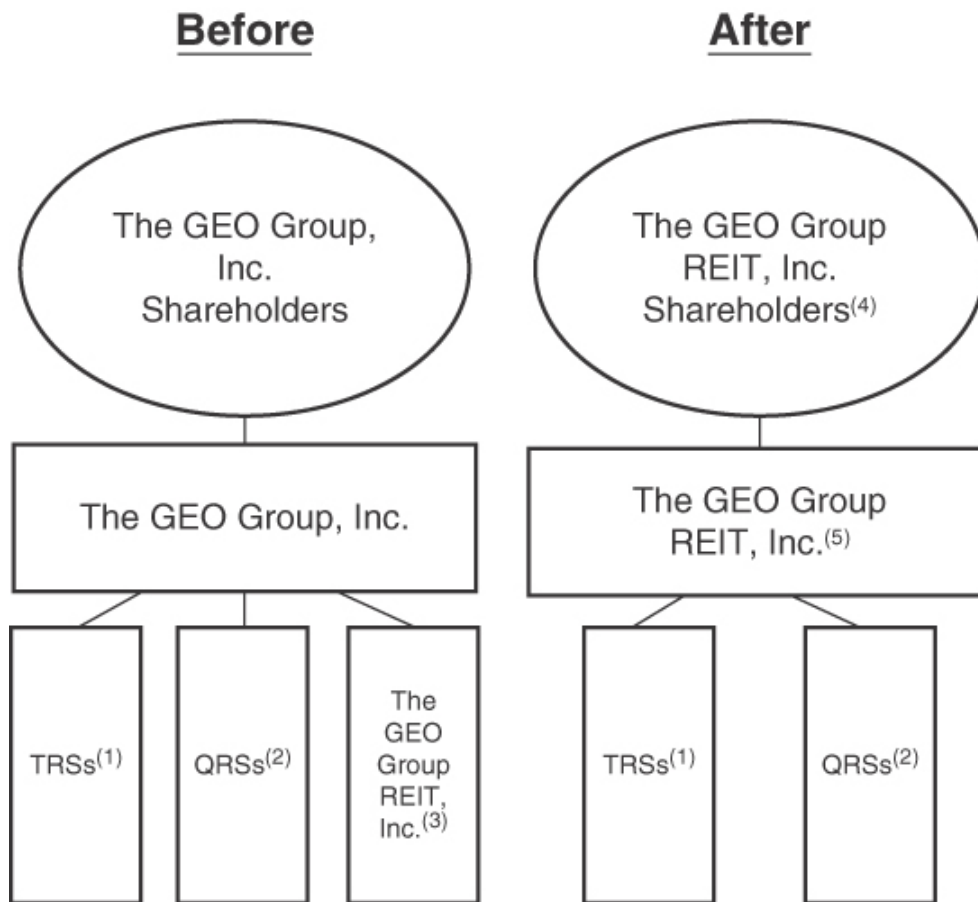 Before
After
The GEO Group,
Inc.
Shareholders
The GEO Group
REIT, Inc.
Shareholders(4)
The GEO Group, Inc.
The GEO Group
REIT, Inc.(5)
TRSs(1)
QRSs(2)
The
GEO
Group
REIT,
Inc.(3)
TRSs(1)
QRSs(2)